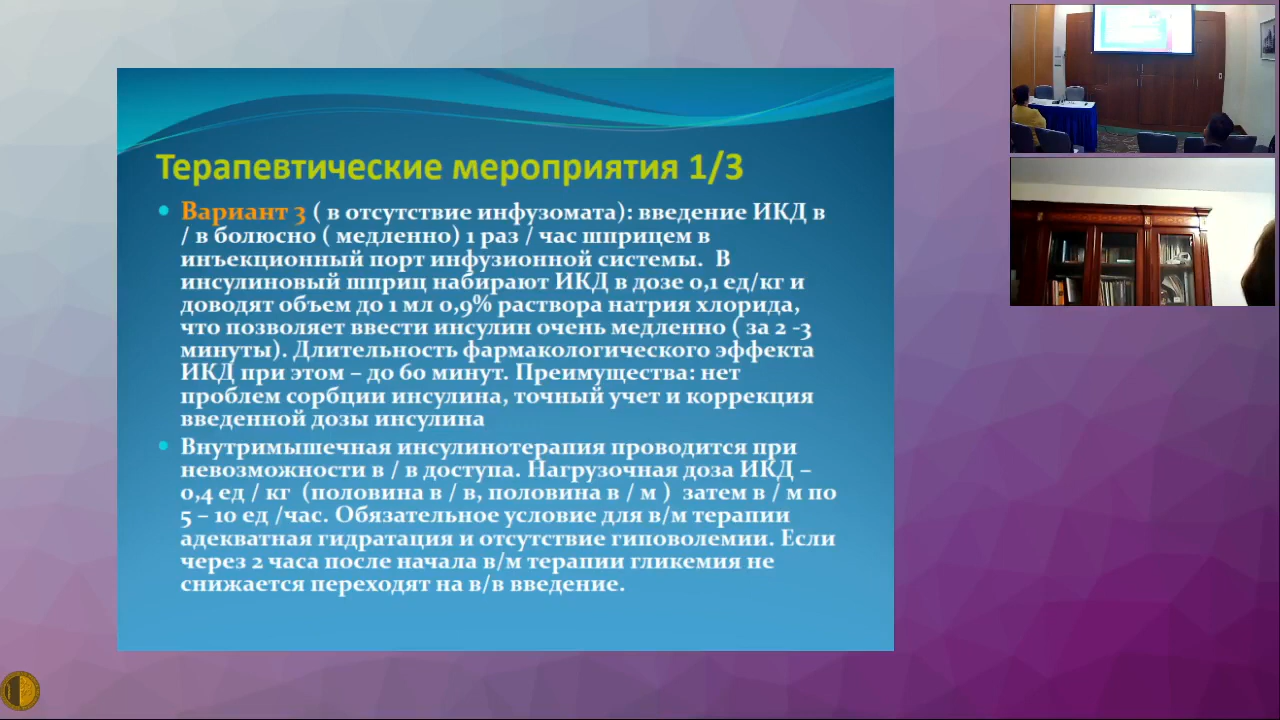 Терапевтические мероприятия 1/3
Вариант 3 ( в отсутствие инфузомата): введение ИКД в
/ в болюсно ( медленно) 1 раз / час шприцем в
инъекционный порт инфузионной системы. В
инсулиновый шприц набирают ИКД в дозе 0,1 ед/кг и
доводят объем до 1 мл 0,9% раствора натрия хлорида,
что позволяет ввести инсулин очень медленно ( за 2 -3
минуты). Длительность фармакологического эффекта
ИКД при этом – до 60 минут. Преимущества: нет
проблем сорбции инсулина, точный учет и коррекция
введенной дозы инсулина
Внутримышечная инсулинотерапия проводится при
невозможности в / в доступа. Нагрузочная доза ИКД –
0,4 ед / кг (половина в / в, половина в / м ) затем в / м по
5 – 10 ед /час. Обязательное условие для в/м терапии
адекватная гидратация и отсутствие гиповолемии. Если
через 2 часа после начала в/м терапии гликемия не
снижается переходят на в/в введение.